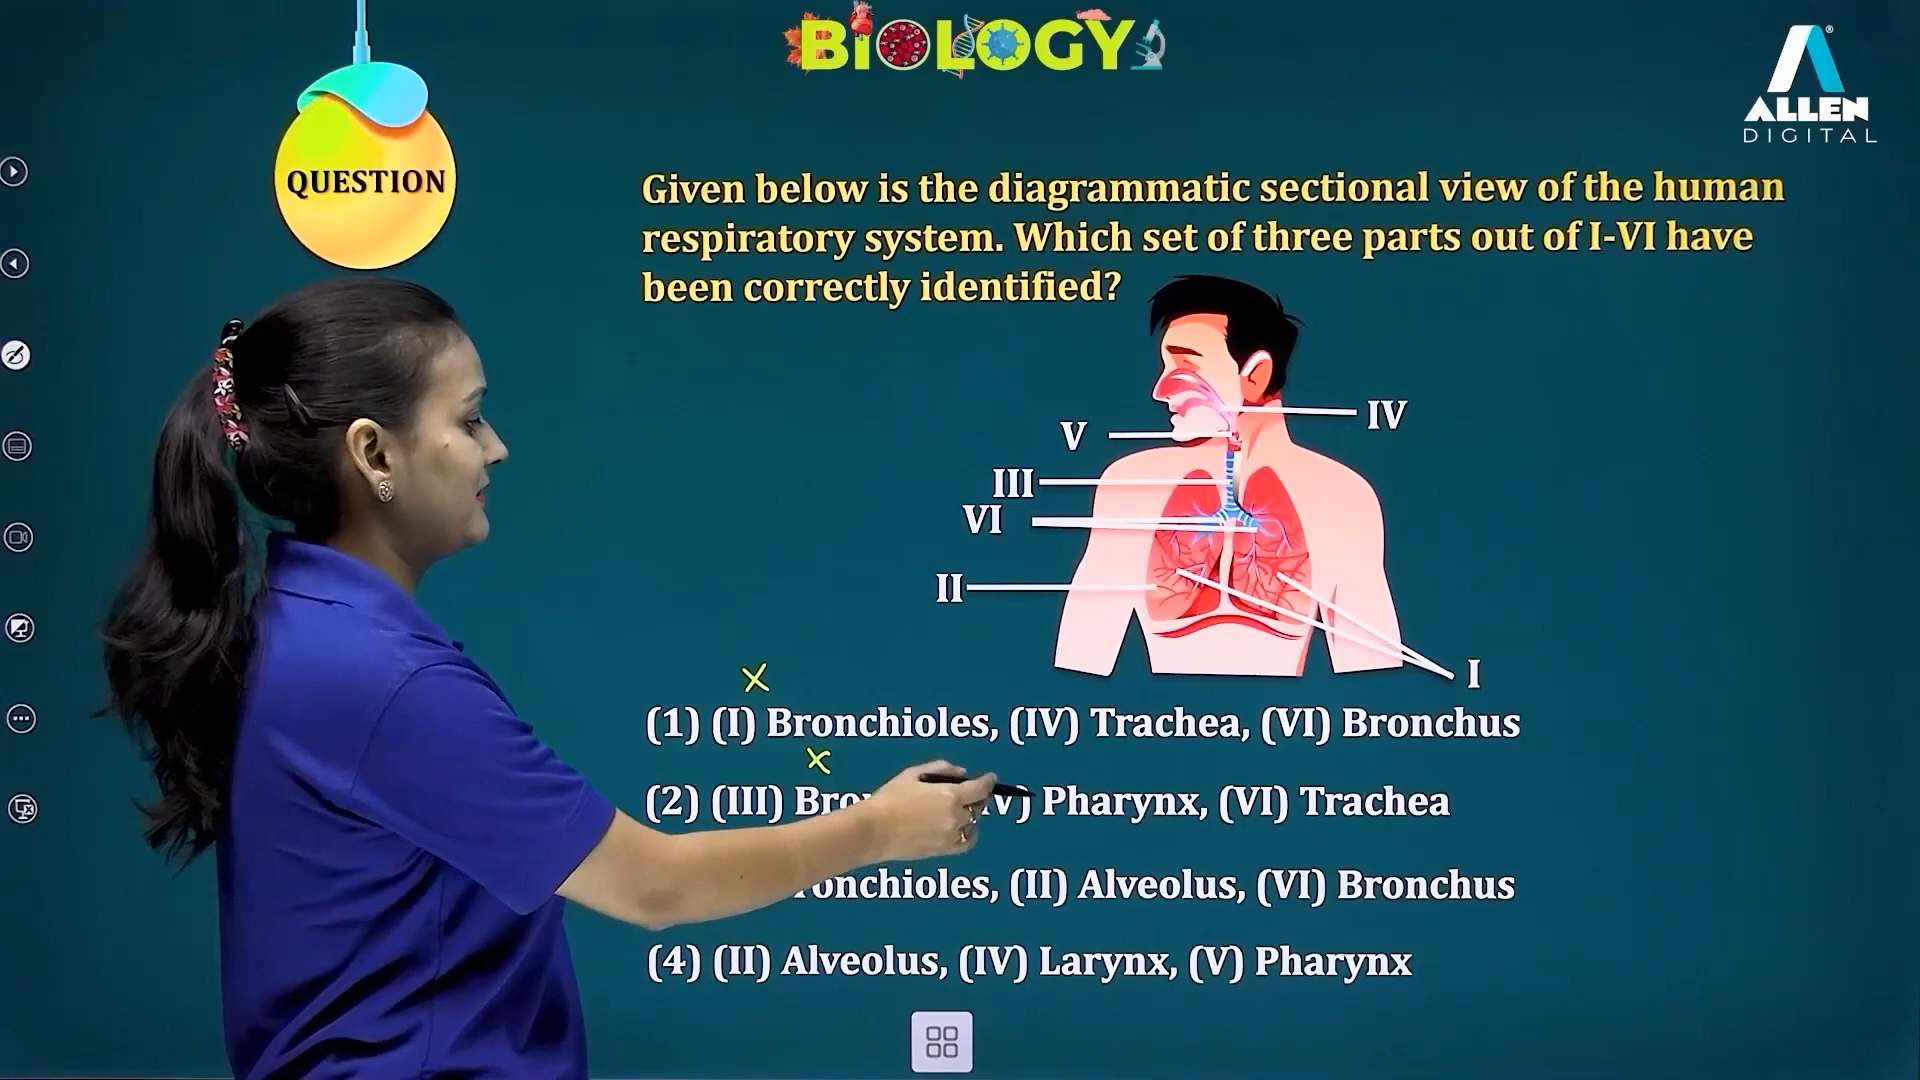 BIOLOGY
ALLEN
DIGITAL
QUESTION
Given below is the diagrammatic sectional view of the human
respiratory system. Which set of three parts out of I-VI have
been correctly identified?
IV
V
III
VI
II
I
x
(1) (I) Bronchioles, (IV) Trachea, (VI) Bronchus
x
(2) (III) Pharynx, (VI) Trachea
(II) Alveolus, (VI) Bronchus
(4) (II) Alveolus, (IV) Larynx, (V) Pharynx